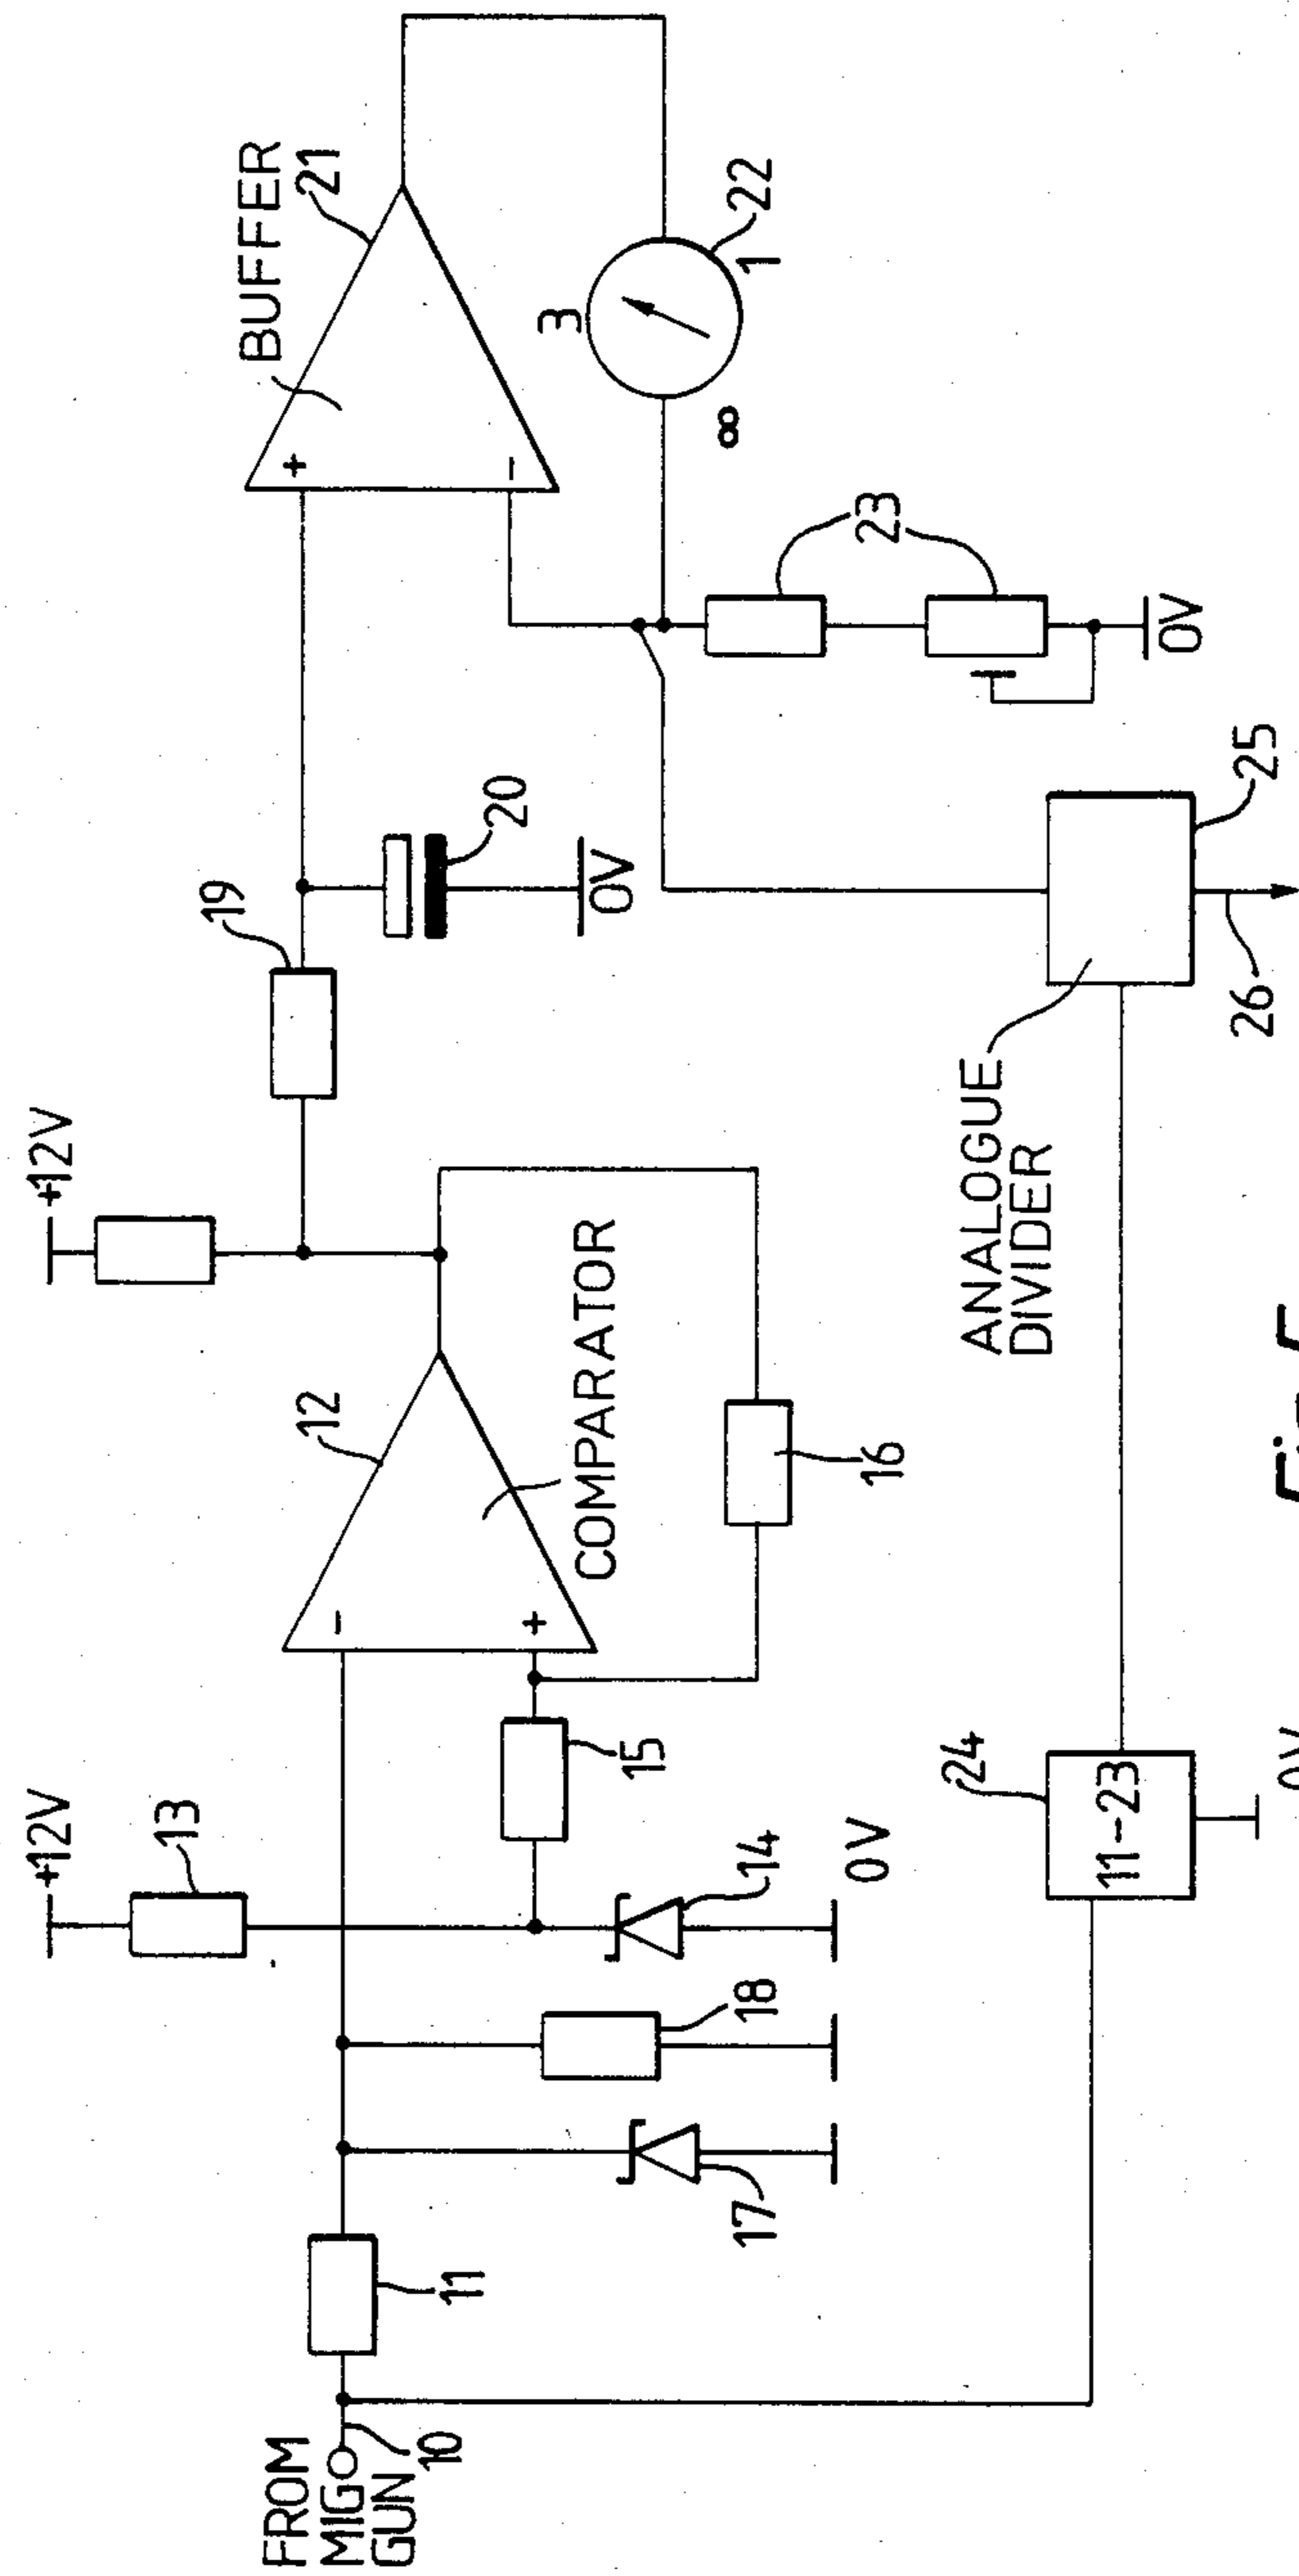 FROM
MIG
GUN
10
11
17
18
+12V
13
14
0V
15
-
+
12
COMPARATOR
16
+12V
19
20
0V
BUFFER
21
+
-
3
1
∞
22
23
0V
24
11-23
0V
ANALOGUE
DIVIDER
25
26